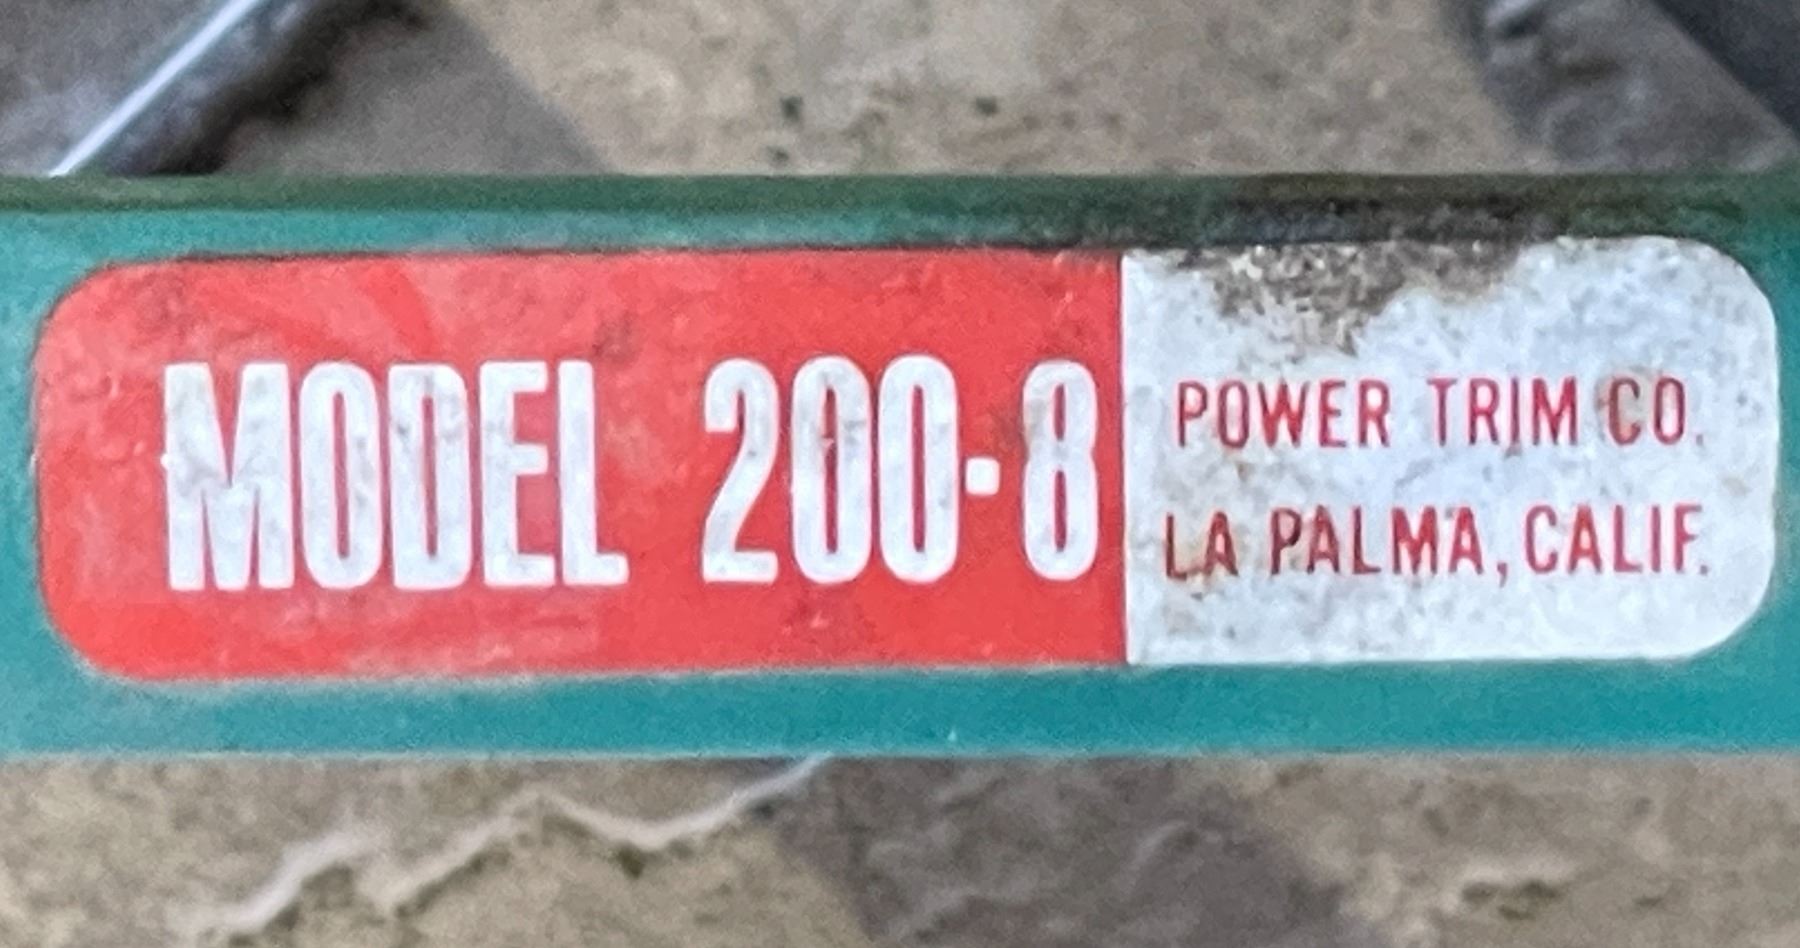 MODEL 200-8
POWER TRIM CO.
LA PALMA, CALIF.